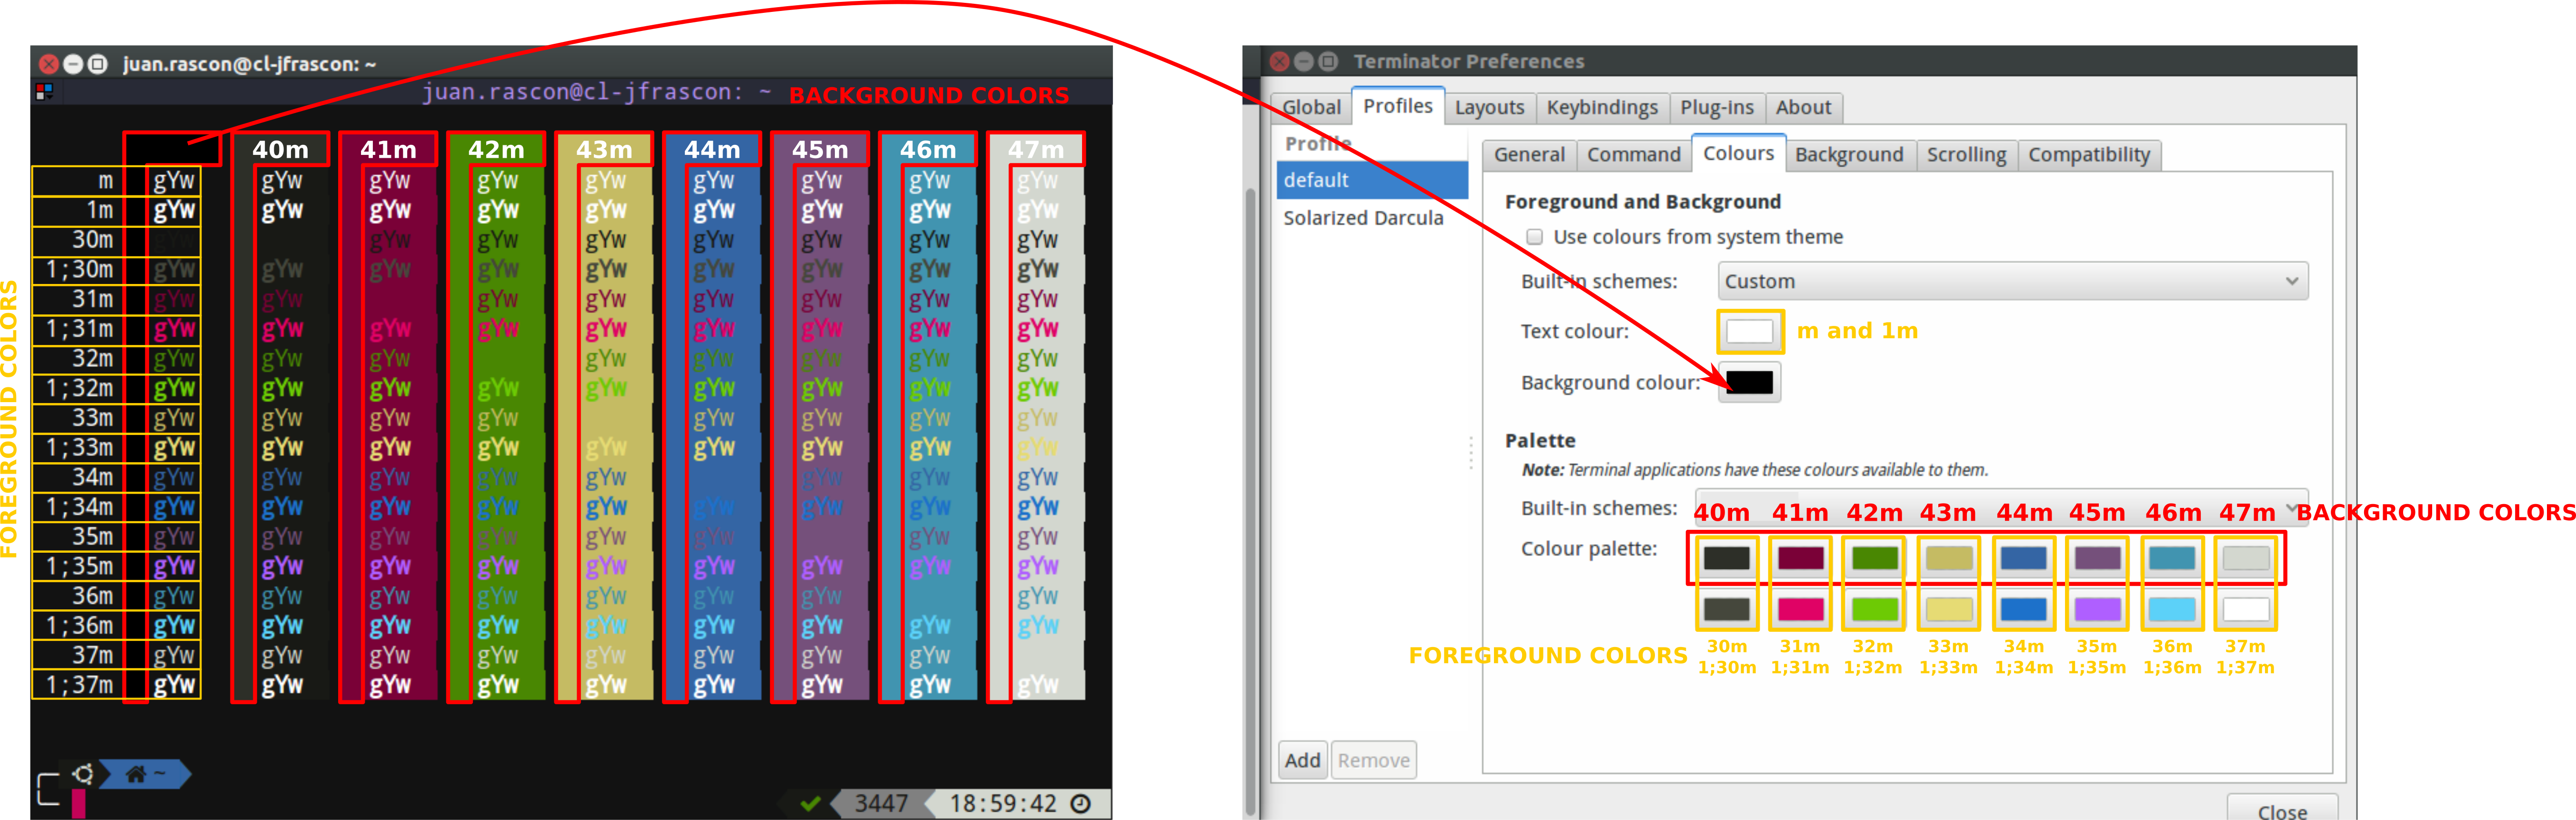 juan.rascon@cl-jfrascon: ~
juan.rascon@cl-jfrascon: ~
BACKGROUND COLORS
40m 41m 42m 43m 44m 45m 46m 47m
FOREGROUND COLORS
m gYw gYw gYw gYw gYw gYw gYw gYw gYw
1m gYw gYw gYw gYw gYw gYw gYw gYw gYw
30m gYw gYw gYw gYw gYw gYw gYw gYw
1;30m gYw gYw gYw gYw gYw gYw gYw gYw gYw
31m gYw gYw gYw gYw gYw gYw gYw gYw
1;31m gYw gYw gYw gYw gYw gYw gYw gYw gYw
32m gYw gYw gYw gYw gYw gYw gYw gYw
1;32m gYw gYw gYw gYw gYw gYw gYw gYw gYw
33m gYw gYw gYw gYw gYw gYw gYw gYw
1;33m gYw gYw gYw gYw gYw gYw gYw gYw gYw
34m gYw gYw gYw gYw gYw gYw gYw gYw
1;34m gYw gYw gYw gYw gYw gYw gYw gYw gYw
35m gYw gYw gYw gYw gYw gYw gYw gYw
1;35m gYw gYw gYw gYw gYw gYw gYw gYw gYw
36m gYw gYw gYw gYw gYw gYw gYw gYw
1;36m gYw gYw gYw gYw gYw gYw gYw gYw gYw
37m gYw gYw gYw gYw gYw gYw gYw gYw
1;37m gYw gYw gYw gYw gYw gYw gYw gYw gYw
~
3447 18:59:42
Terminator Preferences
Global Profiles Layouts Keybindings Plug-ins About
Profile
default
Solarized Darcula
Add Remove
General Command Colours Background Scrolling Compatibility
Foreground and Background
Use colours from system theme
Built-in schemes: Custom
Text colour: m and 1m
Background colour:
Palette
Note: Terminal applications have these colours available to them.
Built-in schemes:
40m 41m 42m 43m 44m 45m 46m 47m BACKGROUND COLORS
Colour palette:
FOREGROUND COLORS
30m 31m 32m 33m 34m 35m 36m 37m
1;30m 1;31m 1;32m 1;33m 1;34m 1;35m 1;36m 1;37m
Close